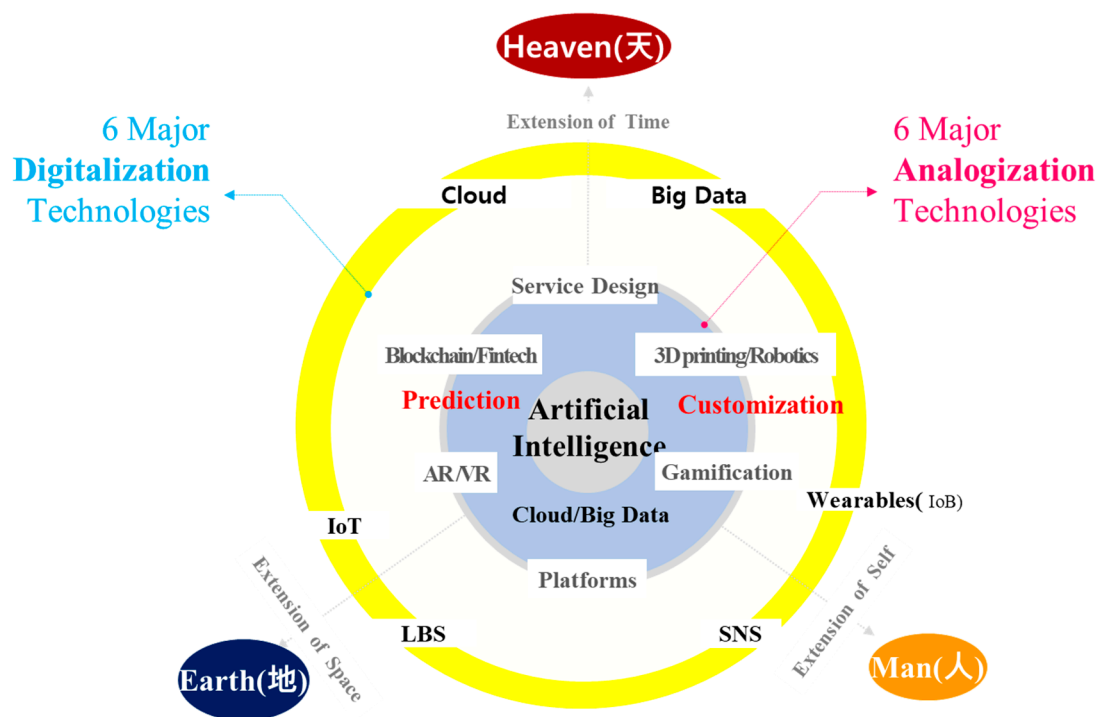 Heaven(天)
Extension of Time
6 Major
Digitalization
Technologies
6 Major
Analogization
Technologies
Cloud
Big Data
Service Design
Blockchain/Fintech
3D printing/Robotics
Prediction
Customization
Artificial
Intelligence
AR/VR
Gamification
Cloud/Big Data
Wearables( IoB)
IoT
Platforms
LBS
SNS
Extension of Space
Extension of Self
Earth(地)
Man(人)